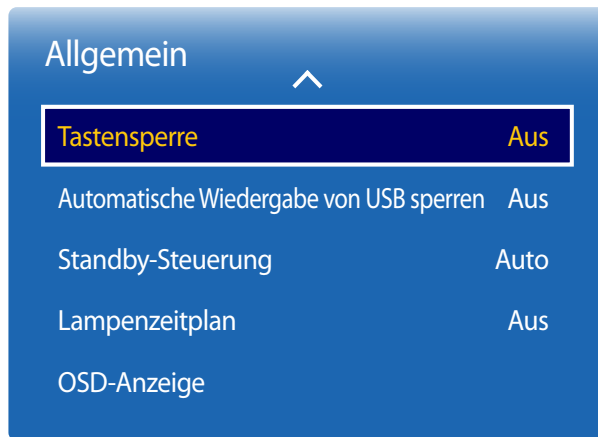 Allgemein
Tastensperre Aus
Automatische Wiedergabe von USB sperren Aus
Standby-Steuerung Auto
Lampenzeitplan Aus
OSD-Anzeige